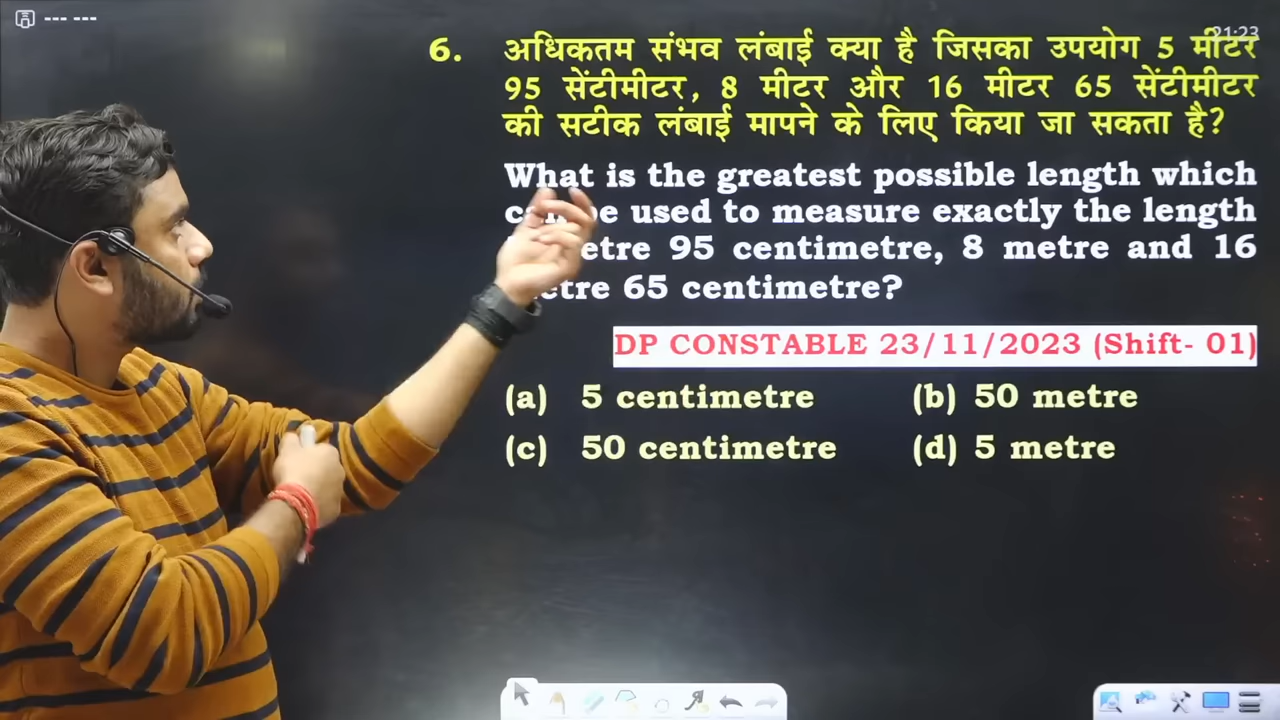 6. अधिकतम संभव लंबाई क्या है जिसका उपयोग 5 मीटर
95 सेंटीमीटर, 8 मीटर और 16 मीटर 65 सेंटीमीटर
की सटीक लंबाई मापने के लिए किया जा सकता है?
What is the greatest possible length which
be used to measure exactly the length
95 centimetre, 8 metre and 16
65 centimetre?
DP CONSTABLE 23/11/2023 (Shift- 01)
(a) 5 centimetre (b) 50 metre
(c) 50 centimetre (d) 5 metre